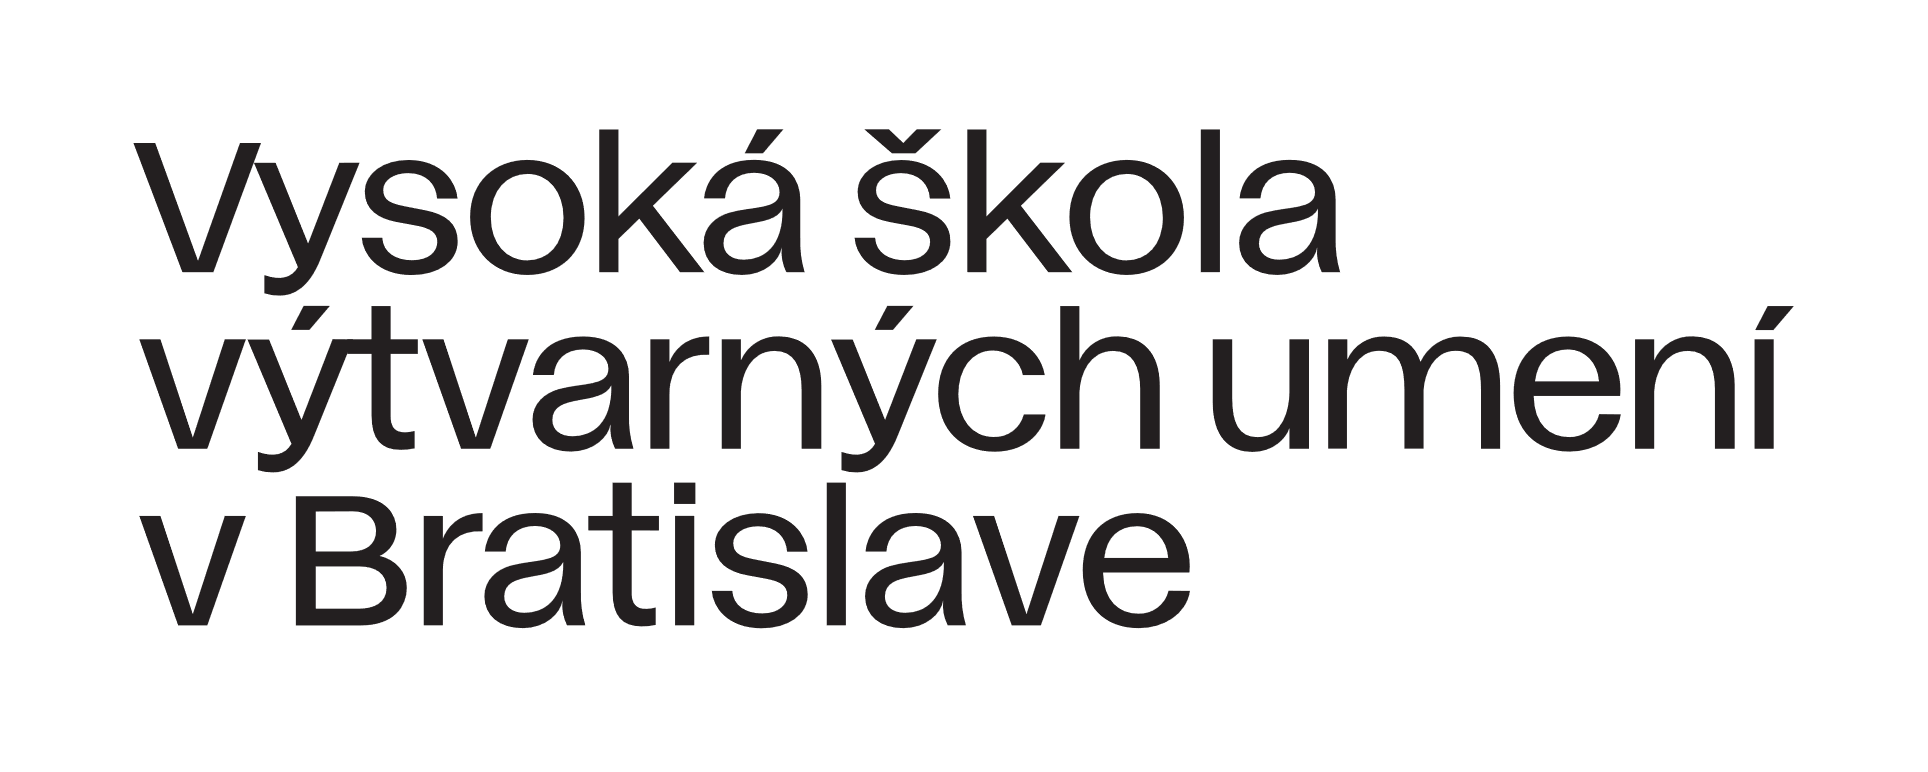 Vysoká škola
výtvarných umení
v Bratislave